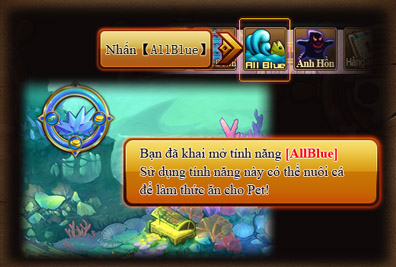 Nhấn【AllBlue】
All Blue
Ảnh Hồn
Hàng
Bạn đã khai mở tính năng [AllBlue]
Sử dụng tính năng này có thể nuôi cá
để làm thức ăn cho Pet!